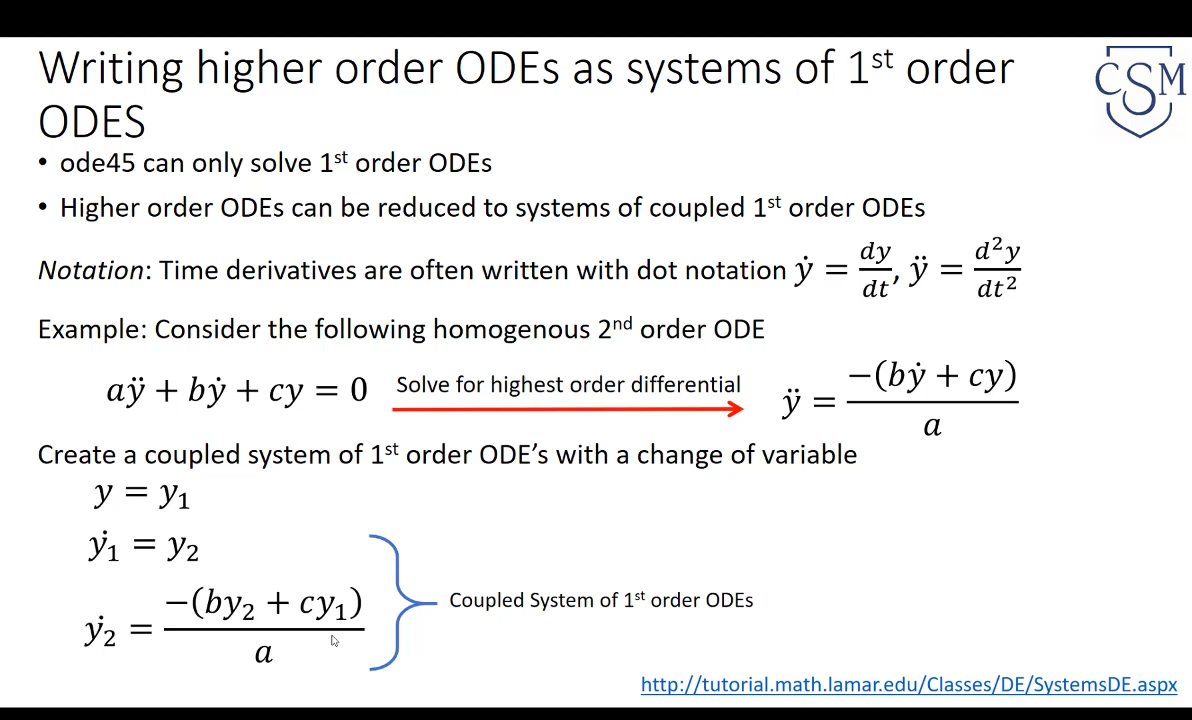 Writing higher order ODEs as systems of 1st order
ODES
CSM
• ode45 can only solve 1st order ODEs
• Higher order ODEs can be reduced to systems of coupled 1st order ODEs
Notation: Time derivatives are often written with dot notation ẏ = dy/dt, ÿ = d²y/dt²
Example: Consider the following homogenous 2nd order ODE
aÿ + bẏ + cy = 0 Solve for highest order differential ÿ = −(bẏ + cy)/a
Create a coupled system of 1st order ODE’s with a change of variable
y = y₁
ẏ₁ = y₂
ẏ₂ = −(by₂ + cy₁)/a
Coupled System of 1st order ODEs
http://tutorial.math.lamar.edu/Classes/DE/SystemsDE.aspx